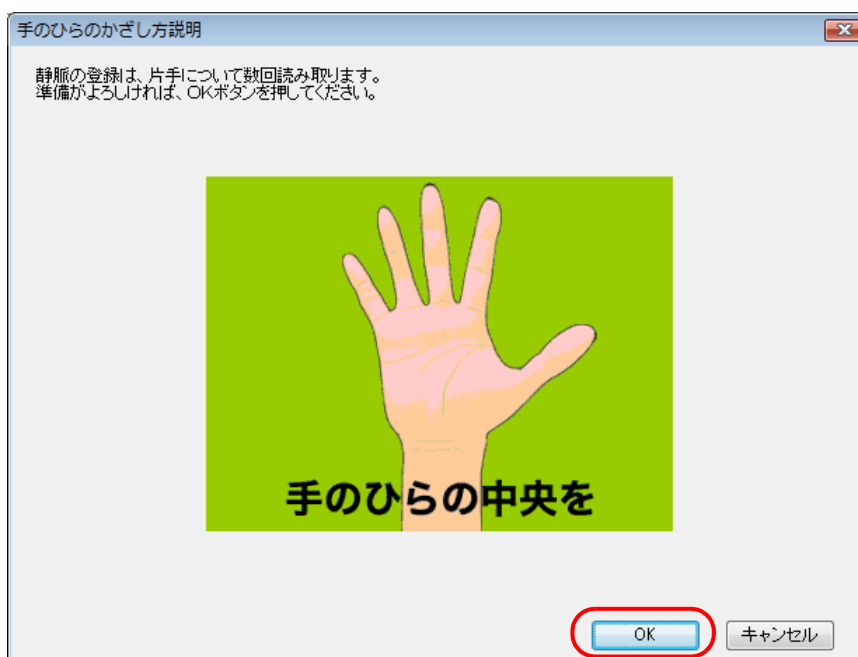 手のひらのかざし方説明
静脈の登録は、片手について数回読み取ります。
準備がよろしければ、OKボタンを押してください。
手のひらの中央を
OK
キャンセル